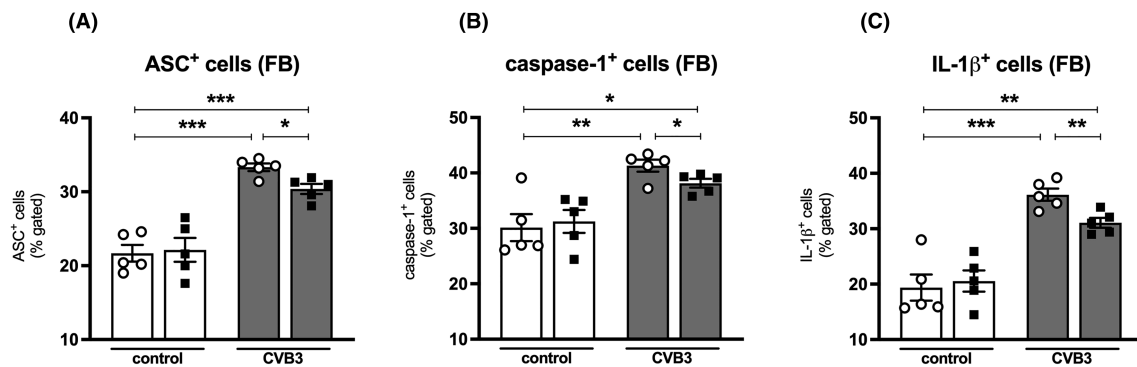 (A)
ASC⁺ cells (FB)
***
***
*
40
30
20
10
ASC⁺ cells
(% gated)
control
CVB3
(B)
caspase-1⁺ cells (FB)
*
**
*
50
40
30
20
10
caspase-1⁺ cells
(% gated)
control
CVB3
(C)
IL-1β⁺ cells (FB)
**
***
**
50
40
30
20
10
IL-1β⁺ cells
(% gated)
control
CVB3